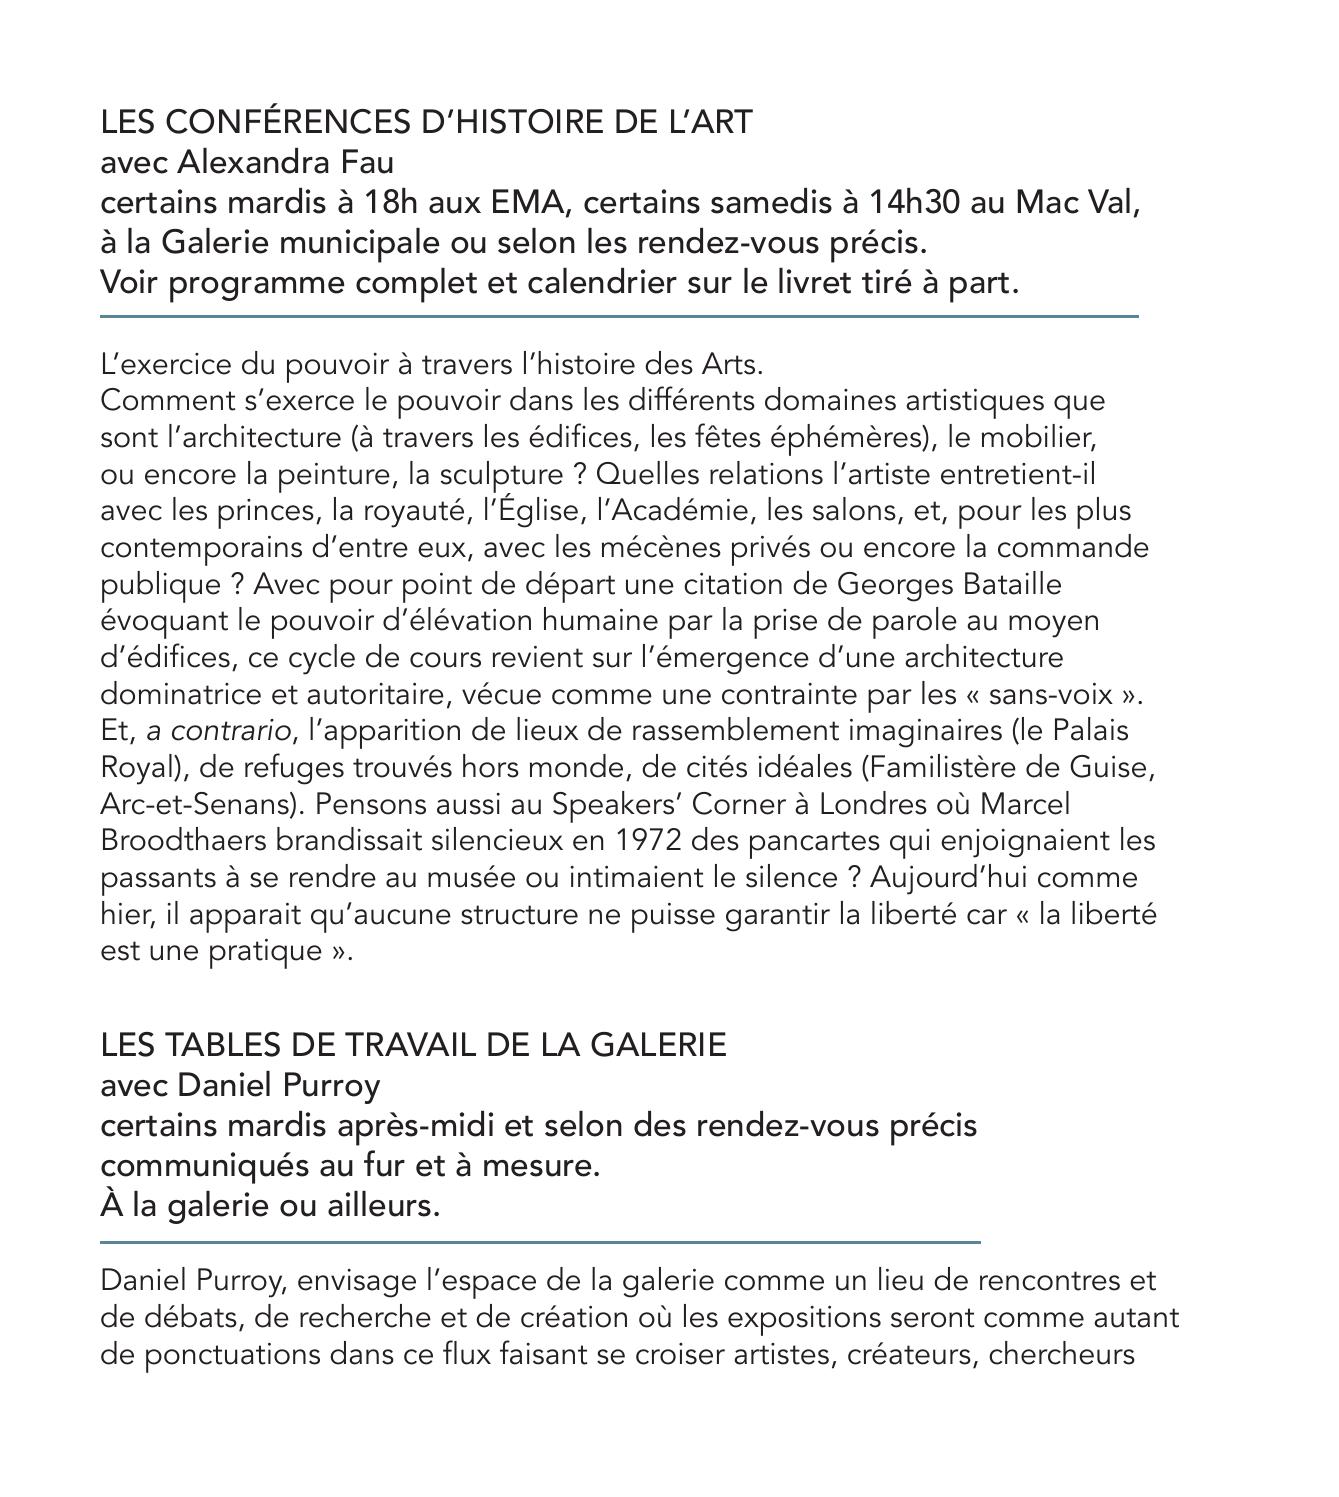 LES CONFÉRENCES D’HISTOIRE DE L’ART
avec Alexandra Fau
certains mardis à 18h aux EMA, certains samedis à 14h30 au Mac Val,
à la Galerie municipale ou selon les rendez-vous précis.
Voir programme complet et calendrier sur le livret tiré à part.
L’exercice du pouvoir à travers l’histoire des Arts.
Comment s’exerce le pouvoir dans les différents domaines artistiques que
sont l’architecture (à travers les édifices, les fêtes éphémères), le mobilier,
ou encore la peinture, la sculpture ? Quelles relations l’artiste entretient-il
avec les princes, la royauté, l’Église, l’Académie, les salons, et, pour les plus
contemporains d’entre eux, avec les mécènes privés ou encore la commande
publique ? Avec pour point de départ une citation de Georges Bataille
évoquant le pouvoir d’élévation humaine par la prise de parole au moyen
d’édifices, ce cycle de cours revient sur l’émergence d’une architecture
dominatrice et autoritaire, vécue comme une contrainte par les « sans-voix ».
Et, a contrario, l’apparition de lieux de rassemblement imaginaires (le Palais
Royal), de refuges trouvés hors monde, de cités idéales (Familistère de Guise,
Arc-et-Senans). Pensons aussi au Speakers’ Corner à Londres où Marcel
Broodthaers brandissait silencieux en 1972 des pancartes qui enjoignaient les
passants à se rendre au musée ou intimaient le silence ? Aujourd’hui comme
hier, il apparait qu’aucune structure ne puisse garantir la liberté car « la liberté
est une pratique ».
LES TABLES DE TRAVAIL DE LA GALERIE
avec Daniel Purroy
certains mardis après-midi et selon des rendez-vous précis
communiqués au fur et à mesure.
À la galerie ou ailleurs.
Daniel Purroy, envisage l’espace de la galerie comme un lieu de rencontres et
de débats, de recherche et de création où les expositions seront comme autant
de ponctuations dans ce flux faisant se croiser artistes, créateurs, chercheurs